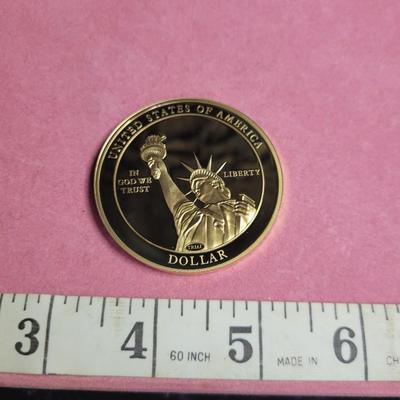 UNITED STATES OF AMERICA
IN
GOD WE
TRUST
LIBERTY
TRIAL
DOLLAR
3 4 60 INCH 5 MADE IN 6